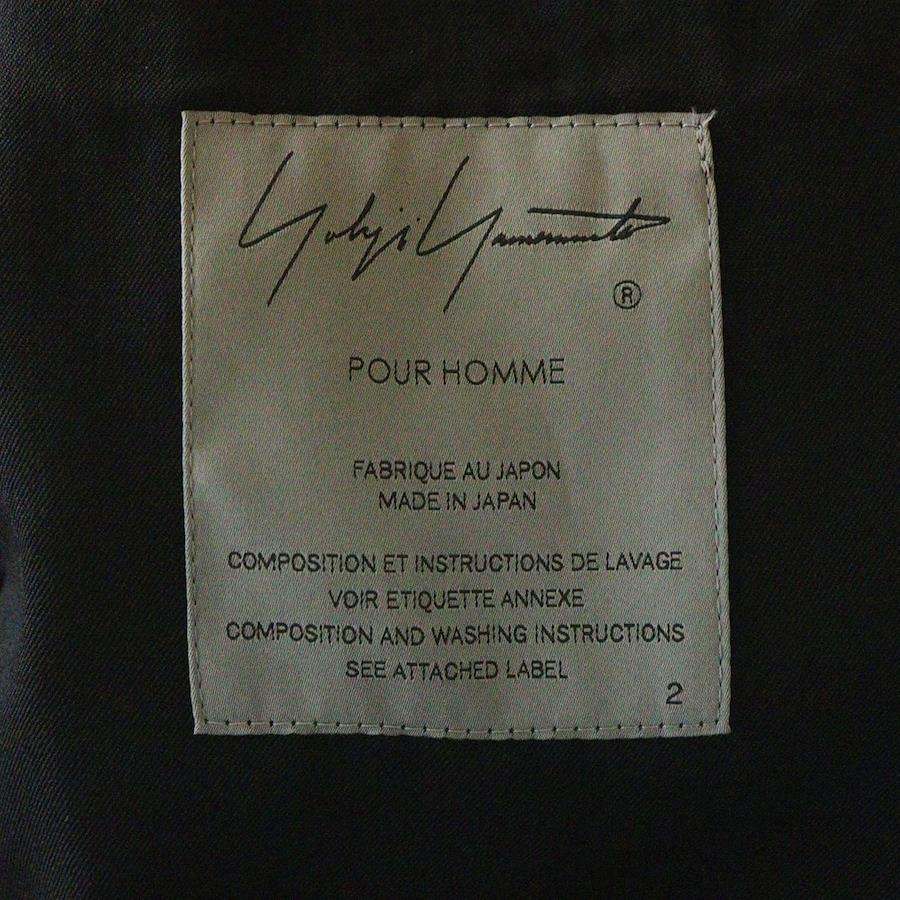 Yohji Yamamoto
®
POUR HOMME
FABRIQUE AU JAPON
MADE IN JAPAN
COMPOSITION ET INSTRUCTIONS DE LAVAGE
VOIR ETIQUETTE ANNEXE
COMPOSITION AND WASHING INSTRUCTIONS
SEE ATTACHED LABEL
2